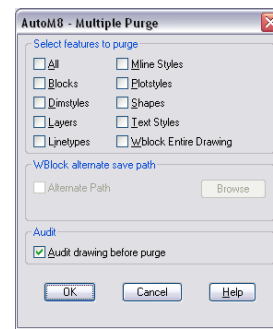 AutoM8 - Multiple Purge
Select features to purge
All
Mline Styles
Blocks
Plotstyles
Dimstyles
Shapes
Layers
Text Styles
Linetypes
Wblock Entire Drawing
WBlock alternate save path
Alternate Path
Browse
Audit
Audit drawing before purge
OK
Cancel
Help